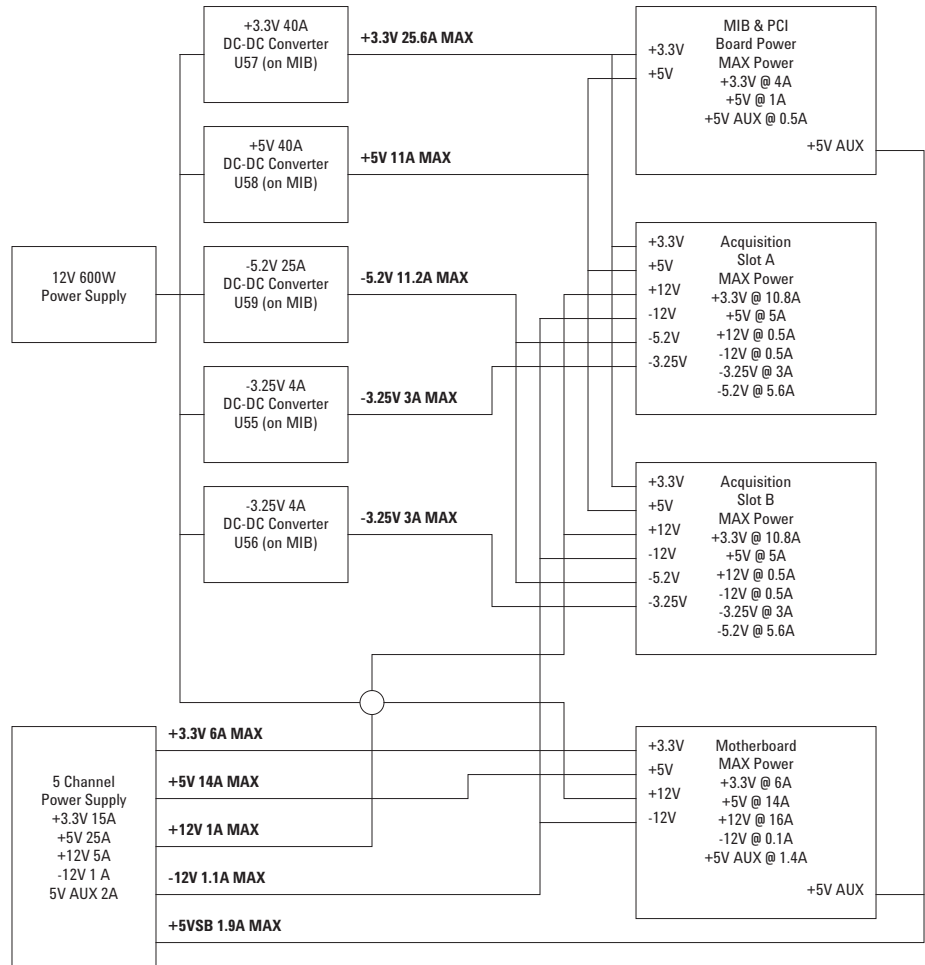 +3.3V 40A
DC-DC Converter
U57 (on MIB)
+3.3V 25.6A MAX
+5V 40A
DC-DC Converter
U58 (on MIB)
+5V 11A MAX
12V 600W
Power Supply
-5.2V 25A
DC-DC Converter
U59 (on MIB)
-5.2V 11.2A MAX
-3.25V 4A
DC-DC Converter
U55 (on MIB)
-3.25V 3A MAX
-3.25V 4A
DC-DC Converter
U56 (on MIB)
-3.25V 3A MAX
+3.3V
+5V
MIB & PCI
Board Power
MAX Power
+3.3V @ 4A
+5V @ 1A
+5V AUX @ 0.5A
+5V AUX
+3.3V
+5V
+12V
-12V
-5.2V
-3.25V
Acquisition
Slot A
MAX Power
+3.3V @ 10.8A
+5V @ 5A
+12V @ 0.5A
-12V @ 0.5A
-3.25V @ 3A
-5.2V @ 5.6A
+3.3V
+5V
+12V
-12V
-5.2V
-3.25V
Acquisition
Slot B
MAX Power
+3.3V @ 10.8A
+5V @ 5A
+12V @ 0.5A
-12V @ 0.5A
-3.25V @ 3A
-5.2V @ 5.6A
5 Channel
Power Supply
+3.3V 15A
+5V 25A
+12V 5A
-12V 1 A
5V AUX 2A
+3.3V 6A MAX
+5V 14A MAX
+12V 1A MAX
-12V 1.1A MAX
+5VSB 1.9A MAX
+3.3V
+5V
+12V
-12V
Motherboard
MAX Power
+3.3V @ 6A
+5V @ 14A
+12V @ 16A
-12V @ 0.1A
+5V AUX @ 1.4A
+5V AUX